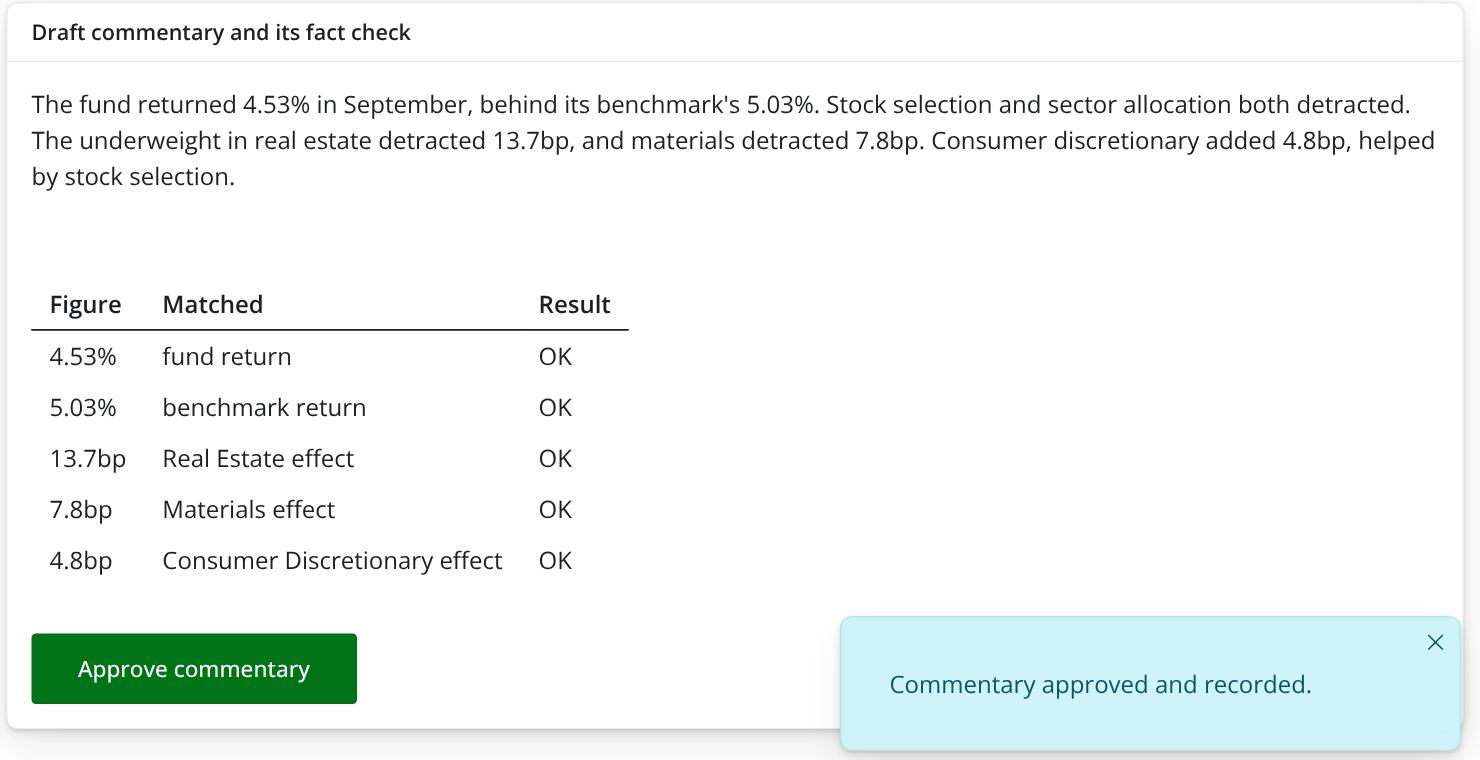 Draft commentary and its fact check
The fund returned 4.53% in September, behind its benchmark's 5.03%. Stock selection and sector allocation both detracted.
The underweight in real estate detracted 13.7bp, and materials detracted 7.8bp. Consumer discretionary added 4.8bp, helped
by stock selection.
Figure Matched Result
4.53% fund return OK
5.03% benchmark return OK
13.7bp Real Estate effect OK
7.8bp Materials effect OK
4.8bp Consumer Discretionary effect OK
Approve commentary
Commentary approved and recorded.